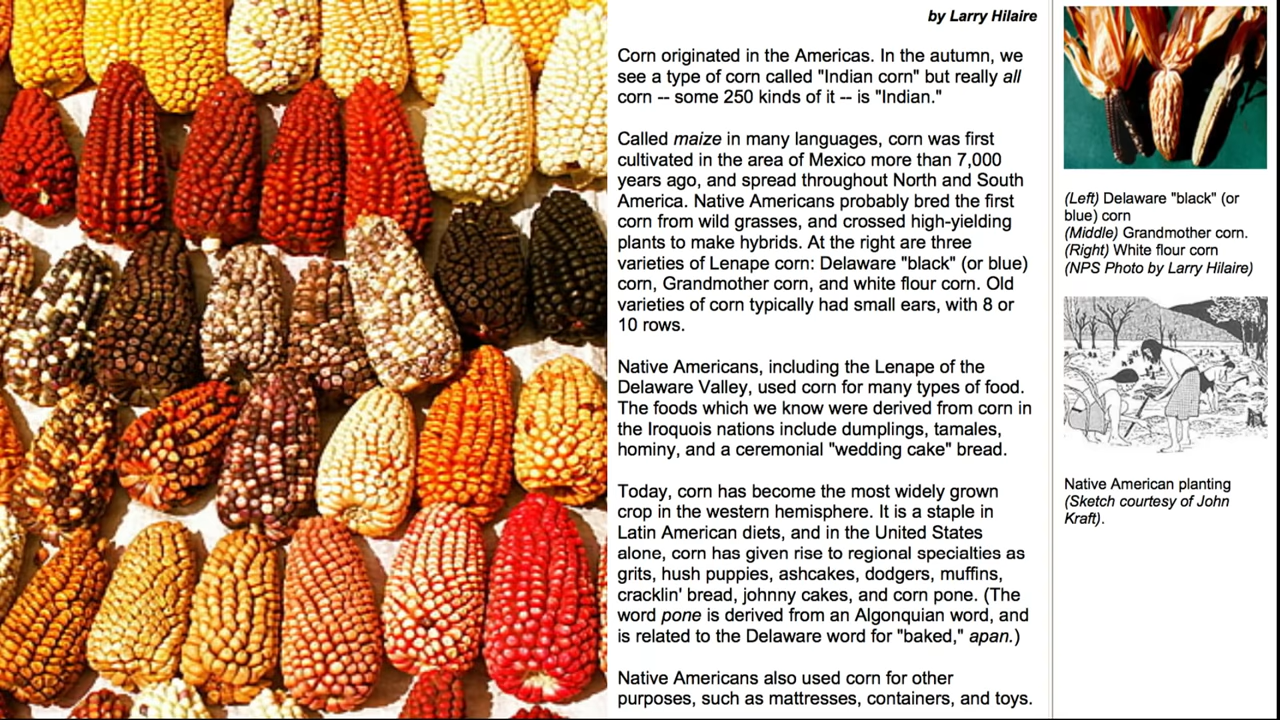 by Larry Hilaire
Corn originated in the Americas. In the autumn, we
see a type of corn called "Indian corn" but really all
corn -- some 250 kinds of it -- is "Indian."
Called maize in many languages, corn was first
cultivated in the area of Mexico more than 7,000
years ago, and spread throughout North and South
America. Native Americans probably bred the first
corn from wild grasses, and crossed high-yielding
plants to make hybrids. At the right are three
varieties of Lenape corn: Delaware "black" (or blue)
corn, Grandmother corn, and white flour corn. Old
varieties of corn typically had small ears, with 8 or
10 rows.
Native Americans, including the Lenape of the
Delaware Valley, used corn for many types of food.
The foods which we know were derived from corn in
the Iroquois nations include dumplings, tamales,
hominy, and a ceremonial "wedding cake" bread.
Today, corn has become the most widely grown
crop in the western hemisphere. It is a staple in
Latin American diets, and in the United States
alone, corn has given rise to regional specialties as
grits, hush puppies, ashcakes, dodgers, muffins,
cracklin' bread, johnny cakes, and corn pone. (The
word pone is derived from an Algonquian word, and
is related to the Delaware word for "baked," apan.)
Native Americans also used corn for other
purposes, such as mattresses, containers, and toys.
(Left) Delaware "black" (or
blue) corn
(Middle) Grandmother corn.
(Right) White flour corn
(NPS Photo by Larry Hilaire)
Native American planting
(Sketch courtesy of John
Kraft).